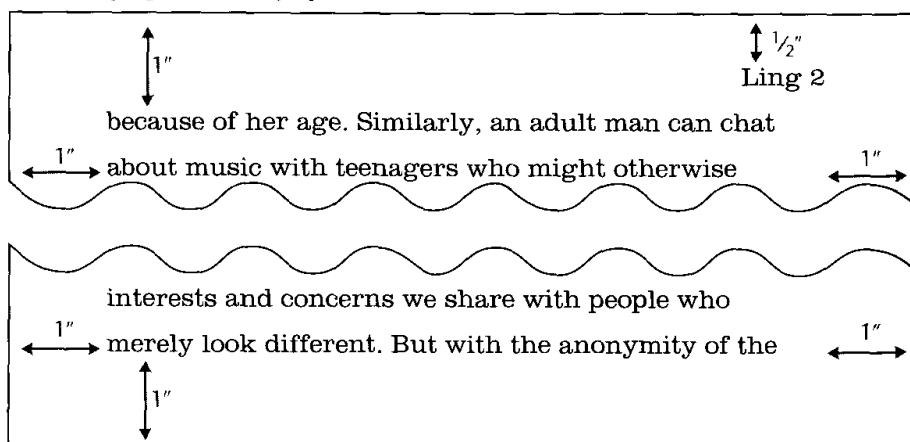 1" 1/2"
Ling 2
because of her age. Similarly, an adult man can chat
1" about music with teenagers who might otherwise 1"
interests and concerns we share with people who
1" merely look different. But with the anonymity of the 1"
1"